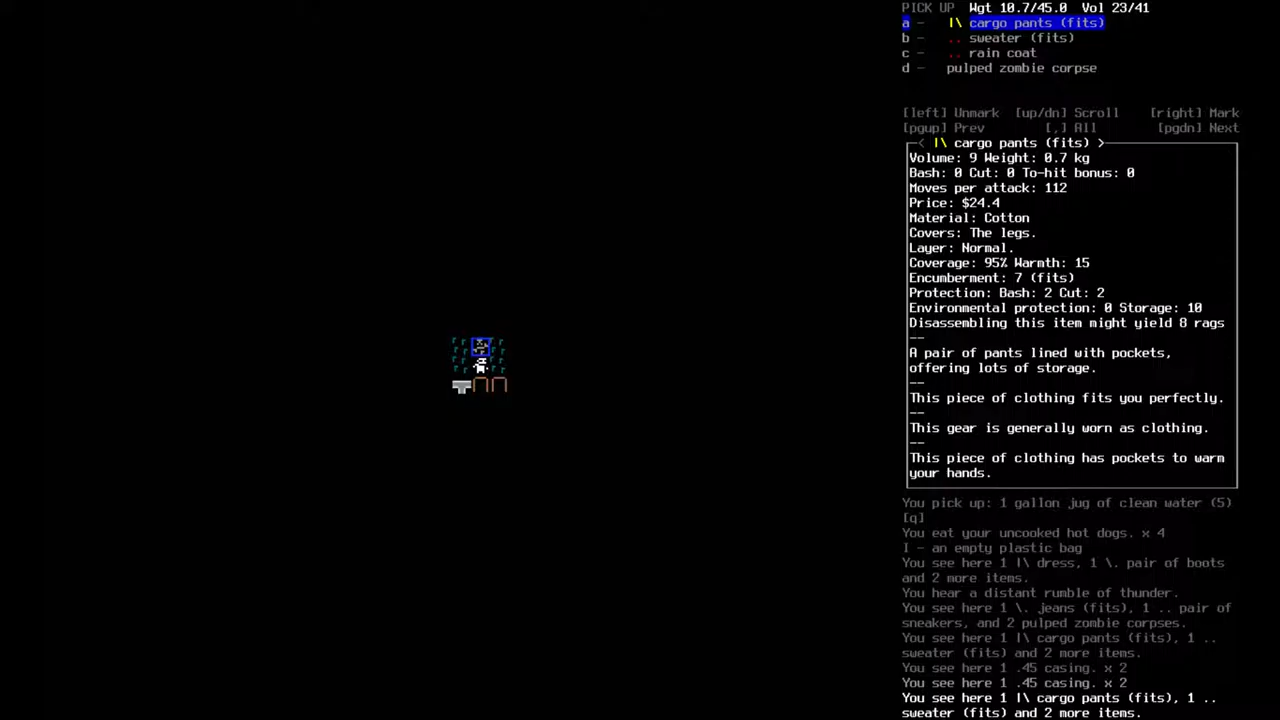 PICK UP  Wgt 10.7/45.0  Vol 23/41
a -   |\ cargo pants (fits)
b -   .. sweater (fits)
c -   .. rain coat
d -   pulped zombie corpse
[left] Unmark  [up/dn] Scroll    [right] Mark
[pgup] Prev        [,] All        [pgdn] Next
< |\ cargo pants (fits) >
Volume: 9 Weight: 0.7 kg
Bash: 0 Cut: 0 To-hit bonus: 0
Moves per attack: 112
Price: $24.4
Material: Cotton
Covers: The legs.
Layer: Normal.
Coverage: 95% Warmth: 15
Encumberment: 7 (fits)
Protection: Bash: 2 Cut: 2
Environmental protection: 0 Storage: 10
Disassembling this item might yield 8 rags
--
A pair of pants lined with pockets,
offering lots of storage.
--
This piece of clothing fits you perfectly.
--
This gear is generally worn as clothing.
--
This piece of clothing has pockets to warm
your hands.
You pick up: 1 gallon jug of clean water (5)
[q]
You eat your uncooked hot dogs. x 4
I - an empty plastic bag
You see here 1 |\ dress, 1 \. pair of boots
and 2 more items.
You hear a distant rumble of thunder.
You see here 1 \. jeans (fits), 1 .. pair of
sneakers, and 2 pulped zombie corpses.
You see here 1 |\ cargo pants (fits), 1 ..
sweater (fits) and 2 more items.
You see here 1 .45 casing. x 2
You see here 1 .45 casing. x 2
You see here 1 |\ cargo pants (fits), 1 ..
sweater (fits) and 2 more items.